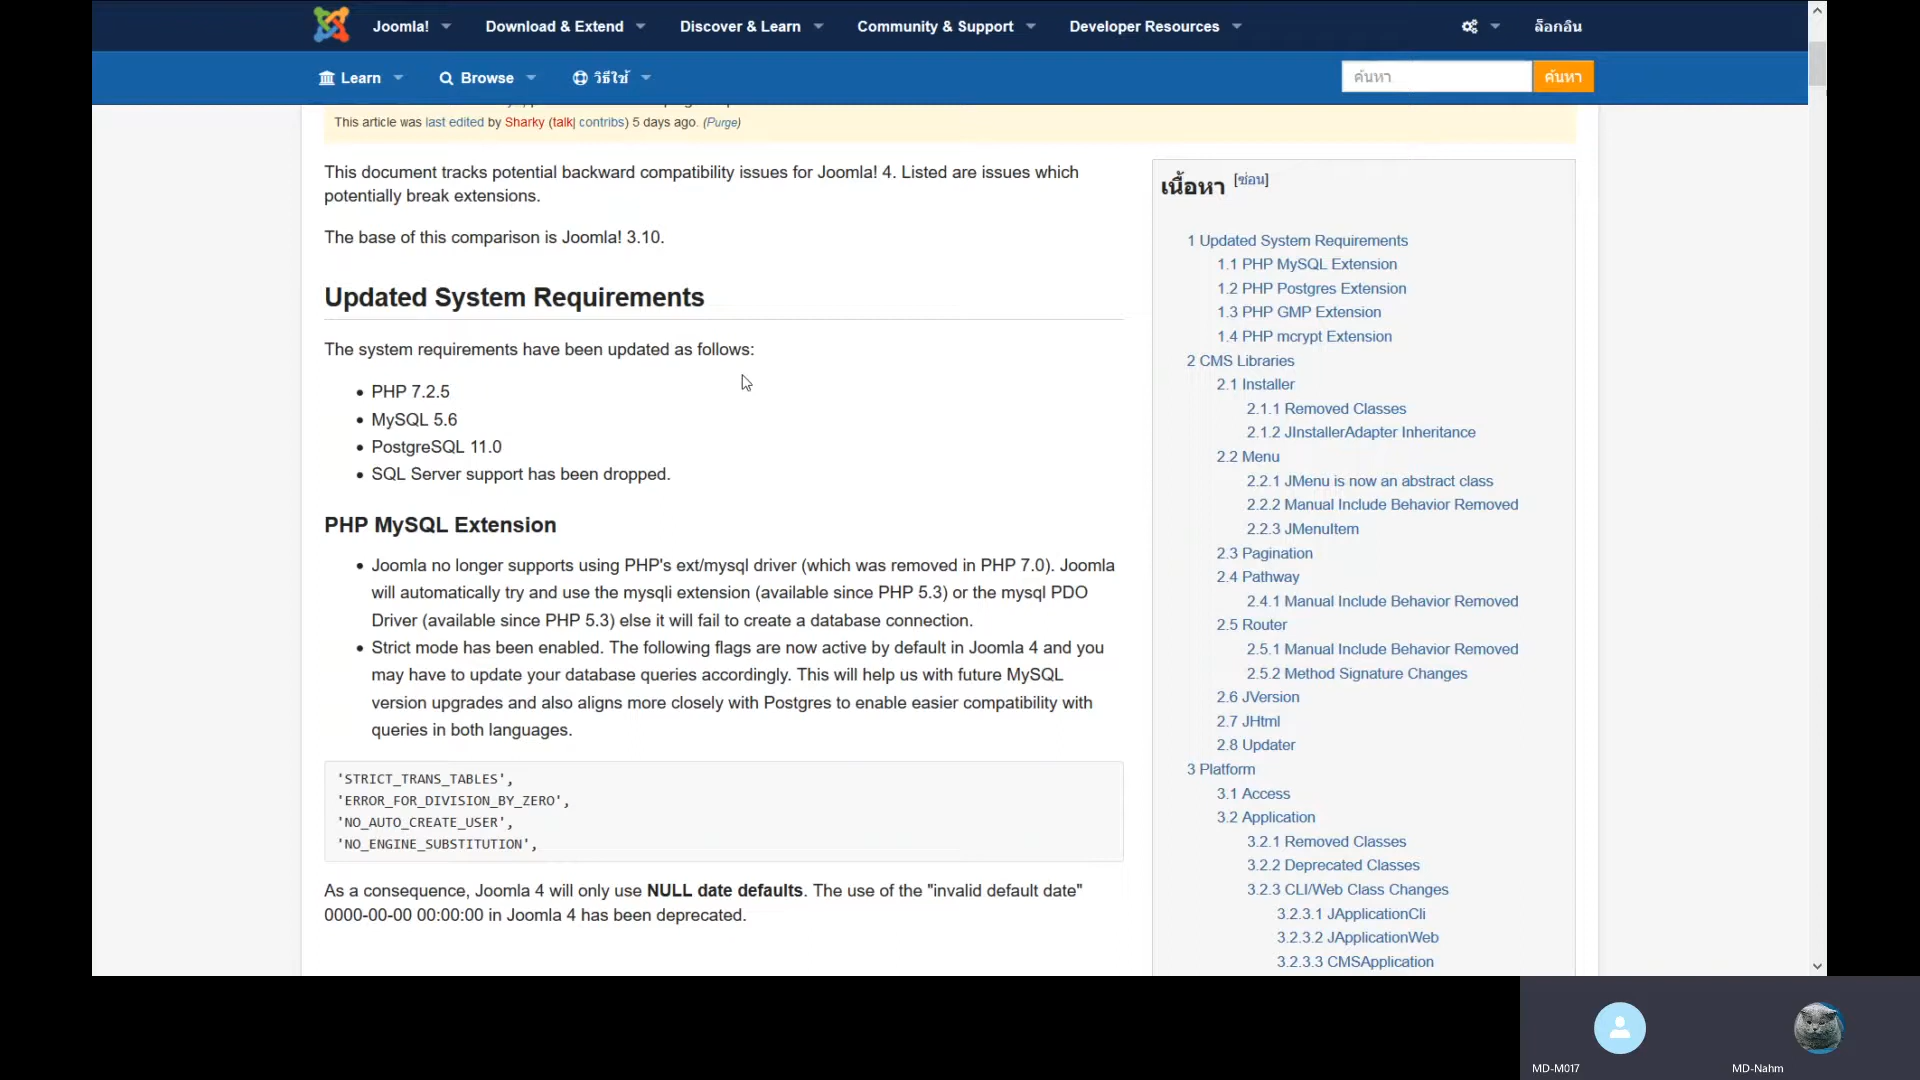 Joomla! Download & Extend Discover & Learn Community & Support Developer Resources ล็อกอิน
Learn Browse วิธีใช้ ค้นหา ค้นหา
This article was last edited by Sharky (talk| contribs) 5 days ago. (Purge)
This document tracks potential backward compatibility issues for Joomla! 4. Listed are issues which
potentially break extensions.
The base of this comparison is Joomla! 3.10.
Updated System Requirements
The system requirements have been updated as follows:
PHP 7.2.5
MySQL 5.6
PostgreSQL 11.0
SQL Server support has been dropped.
PHP MySQL Extension
Joomla no longer supports using PHP's ext/mysql driver (which was removed in PHP 7.0). Joomla
will automatically try and use the mysqli extension (available since PHP 5.3) or the mysql PDO
Driver (available since PHP 5.3) else it will fail to create a database connection.
Strict mode has been enabled. The following flags are now active by default in Joomla 4 and you
may have to update your database queries accordingly. This will help us with future MySQL
version upgrades and also aligns more closely with Postgres to enable easier compatibility with
queries in both languages.
'STRICT_TRANS_TABLES',
'ERROR_FOR_DIVISION_BY_ZERO',
'NO_AUTO_CREATE_USER',
'NO_ENGINE_SUBSTITUTION',
As a consequence, Joomla 4 will only use NULL date defaults. The use of the "invalid default date"
0000-00-00 00:00:00 in Joomla 4 has been deprecated.
เนื้อหา [ซ่อน]
1 Updated System Requirements
1.1 PHP MySQL Extension
1.2 PHP Postgres Extension
1.3 PHP GMP Extension
1.4 PHP mcrypt Extension
2 CMS Libraries
2.1 Installer
2.1.1 Removed Classes
2.1.2 JInstallerAdapter Inheritance
2.2 Menu
2.2.1 JMenu is now an abstract class
2.2.2 Manual Include Behavior Removed
2.2.3 JMenuItem
2.3 Pagination
2.4 Pathway
2.4.1 Manual Include Behavior Removed
2.5 Router
2.5.1 Manual Include Behavior Removed
2.5.2 Method Signature Changes
2.6 JVersion
2.7 JHtml
2.8 Updater
3 Platform
3.1 Access
3.2 Application
3.2.1 Removed Classes
3.2.2 Deprecated Classes
3.2.3 CLI/Web Class Changes
3.2.3.1 JApplicationCli
3.2.3.2 JApplicationWeb
3.2.3.3 CMSApplication
MD-M017 MD-Nahm